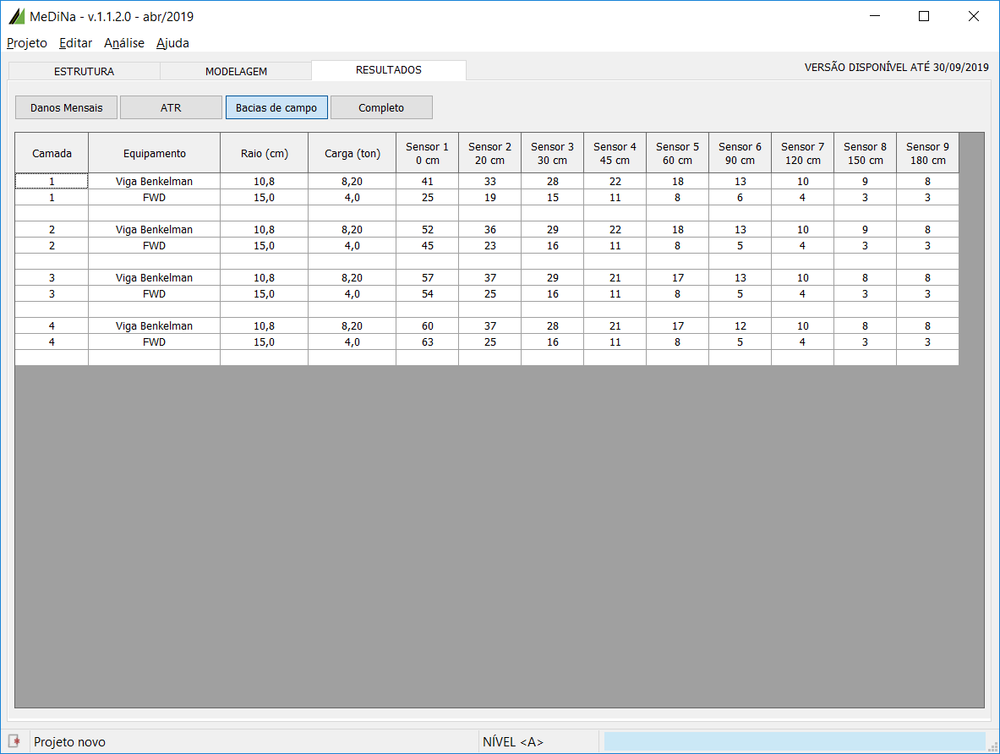 MeDiNa - v.1.1.2.0 - abr/2019
Projeto Editar Análise Ajuda
ESTRUTURA MODELAGEM RESULTADOS VERSÃO DISPONÍVEL ATÉ 30/09/2019
Danos Mensais ATR Bacias de campo Completo
Camada Equipamento Raio (cm) Carga (ton) Sensor 1 Sensor 2 Sensor 3 Sensor 4 Sensor 5 Sensor 6 Sensor 7 Sensor 8 Sensor 9
0 cm 20 cm 30 cm 45 cm 60 cm 90 cm 120 cm 150 cm 180 cm
1 Viga Benkelman 10,8 8,20 41 33 28 22 18 13 10 9 8
1 FWD 15,0 4,0 25 19 15 11 8 6 4 3 3
2 Viga Benkelman 10,8 8,20 52 36 29 22 18 13 10 9 8
2 FWD 15,0 4,0 45 23 16 11 8 5 4 3 3
3 Viga Benkelman 10,8 8,20 57 37 29 21 17 13 10 8 8
3 FWD 15,0 4,0 54 25 16 11 8 5 4 3 3
4 Viga Benkelman 10,8 8,20 60 37 28 21 17 12 10 8 8
4 FWD 15,0 4,0 63 25 16 11 8 5 4 3 3
Projeto novo NÍVEL <A>